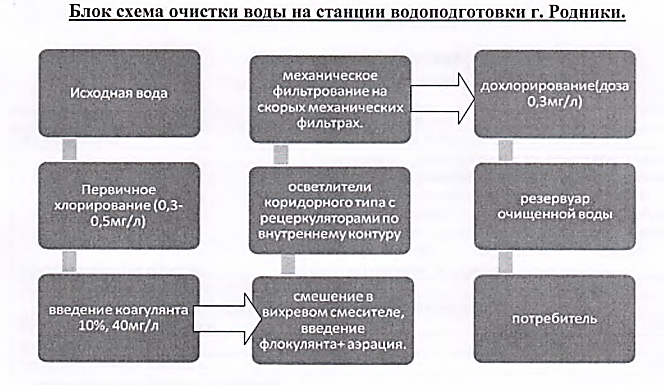 Блок схема очистки воды на станции водоподготовки г. Родники.
Исходная вода
Первичное
хлорирование (0,3-
0,5мг/л)
введение коагулянта
10%, 40мг/л
смешение в
вихревом смесителе,
введение
флокулянта+ аэрация.
осветлители
коридорного типа с
рецеркуляторами по
внутреннему контуру
механическое
фильтрование на
скорых механических
фильтрах.
дохлорирование(доза
0,3мг/л)
резервуар
очищенной воды
потребитель